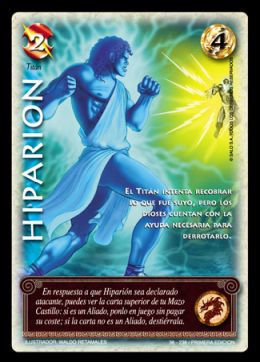 2
4
Titán
HIPARION
EL TITÁN INTENTA RECOBRAR
LO QUE FUE SUYO, PERO LOS
DIOSES CUENTAN CON LA
AYUDA NECESARIA PARA
DERROTARLO.
En respuesta a que Hiparión sea declarado
atacante, puedes ver la carta superior de tu Mazo
Castillo: si es un Aliado, ponlo en juego sin pagar
su coste; si la carta no es un Aliado, destiérrala.
ILUSTRADOR: WALDO RETAMALES
PRIMERA EDICION